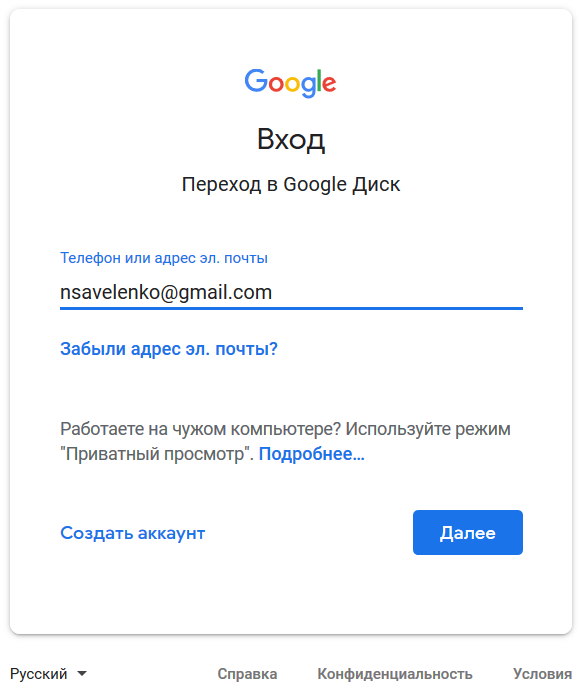 Google
Вход
Переход в Google Диск
Телефон или адрес эл. почты
nsavelenko@gmail.com
Забыли адрес эл. почты?
Работаете на чужом компьютере? Используйте режим
"Приватный просмотр". Подробнее…
Создать аккаунт
Далее
Русский
Справка
Конфиденциальность
Условия